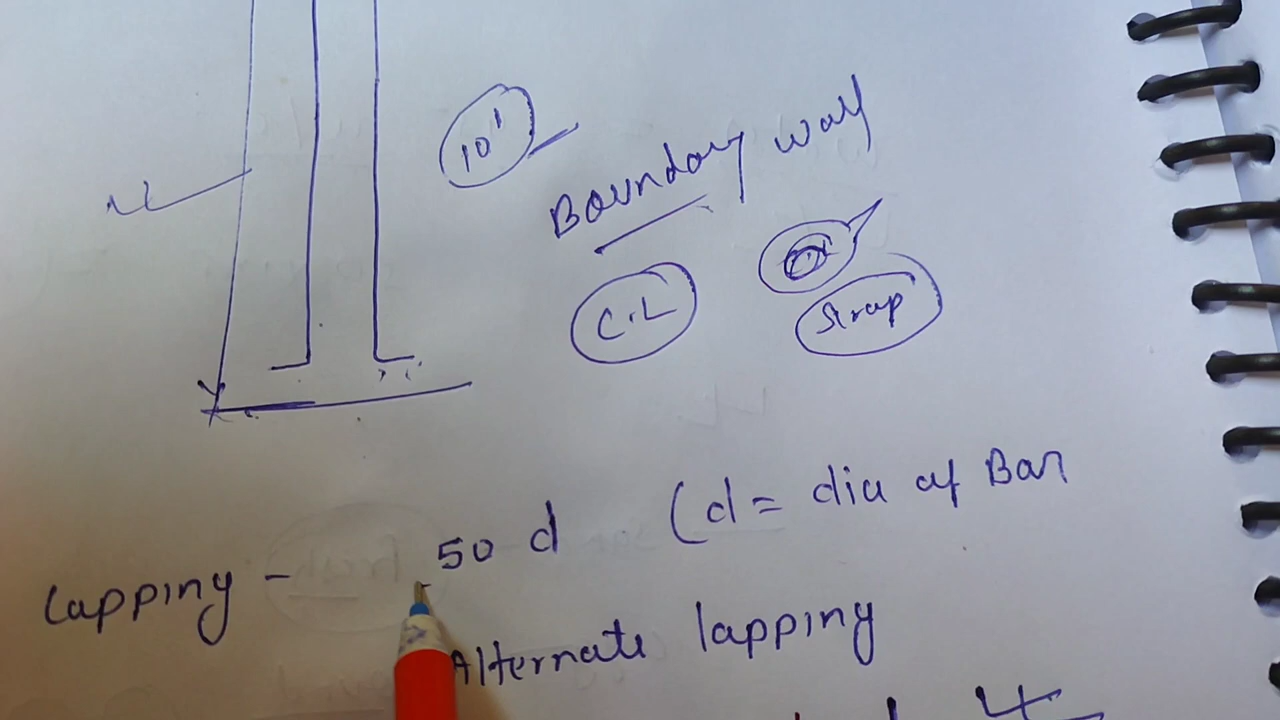 10'
Boundary wall
C.L
Strap
Lapping - 50 d (d = dia of Bar
Alternate lapping